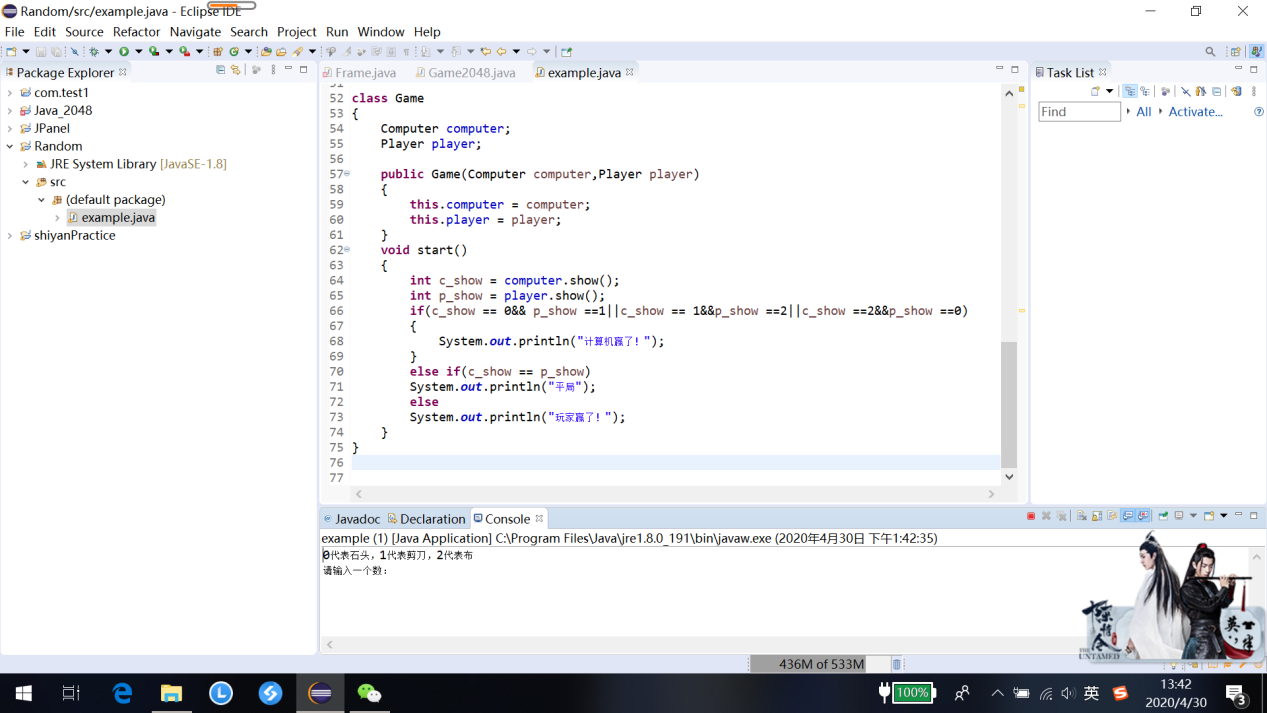 Random/src/example.java - Eclipse IDE
File Edit Source Refactor Navigate Search Project Run Window Help
Package Explorer
com.test1
Java_2048
JPanel
Random
JRE System Library [JavaSE-1.8]
src
(default package)
example.java
shiyanPractice
Frame.java Game2048.java example.java
52 class Game
53 {
54 Computer computer;
55 Player player;
56
57 public Game(Computer computer,Player player)
58 {
59 this.computer = computer;
60 this.player = player;
61 }
62 void start()
63 {
64 int c_show = computer.show();
65 int p_show = player.show();
66 if(c_show == 0&& p_show ==1||c_show == 1&&p_show ==2||c_show ==2&&p_show ==0)
67 {
68 System.out.println("计算机赢了!");
69 }
70 else if(c_show == p_show)
71 System.out.println("平局");
72 else
73 System.out.println("玩家赢了!");
74 }
75 }
76
77
Task List
Find All Activate...
Javadoc Declaration Console
example (1) [Java Application] C:\Program Files\Java\jre1.8.0_191\bin\javaw.exe (2020年4月30日 下午1:42:35)
0代表石头，1代表剪刀，2代表布
请输入一个数：
陈情令
THE UNTAMED
英
436M of 533M
100%
英
13:42
2020/4/30
3